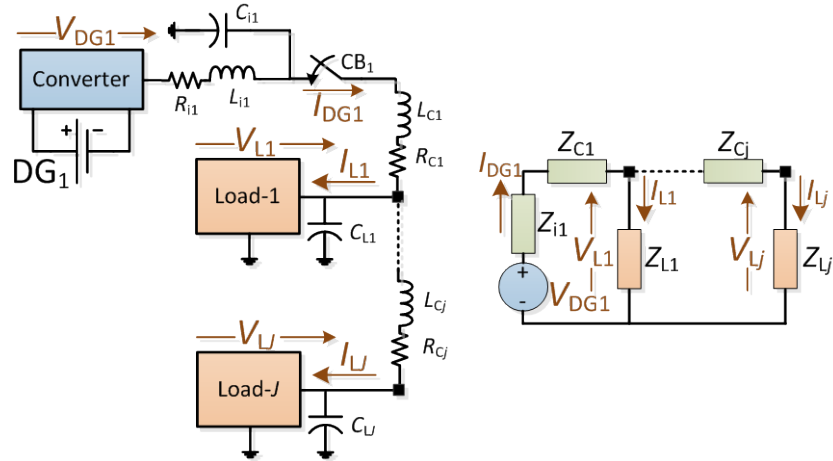 C_i1
V_DG1
CB_1
Converter
R_i1
L_i1
I_DG1
L_C1
+ −
DG_1
V_L1
I_L1
R_C1
Load-1
C_L1
L_Cj
V_LJ
R_Cj
I_LJ
Load-J
C_LJ
Z_C1
Z_Cj
I_DG1
I_L1
I_Lj
Z_i1
V_L1
Z_L1
V_Lj
Z_Lj
+
-
V_DG1